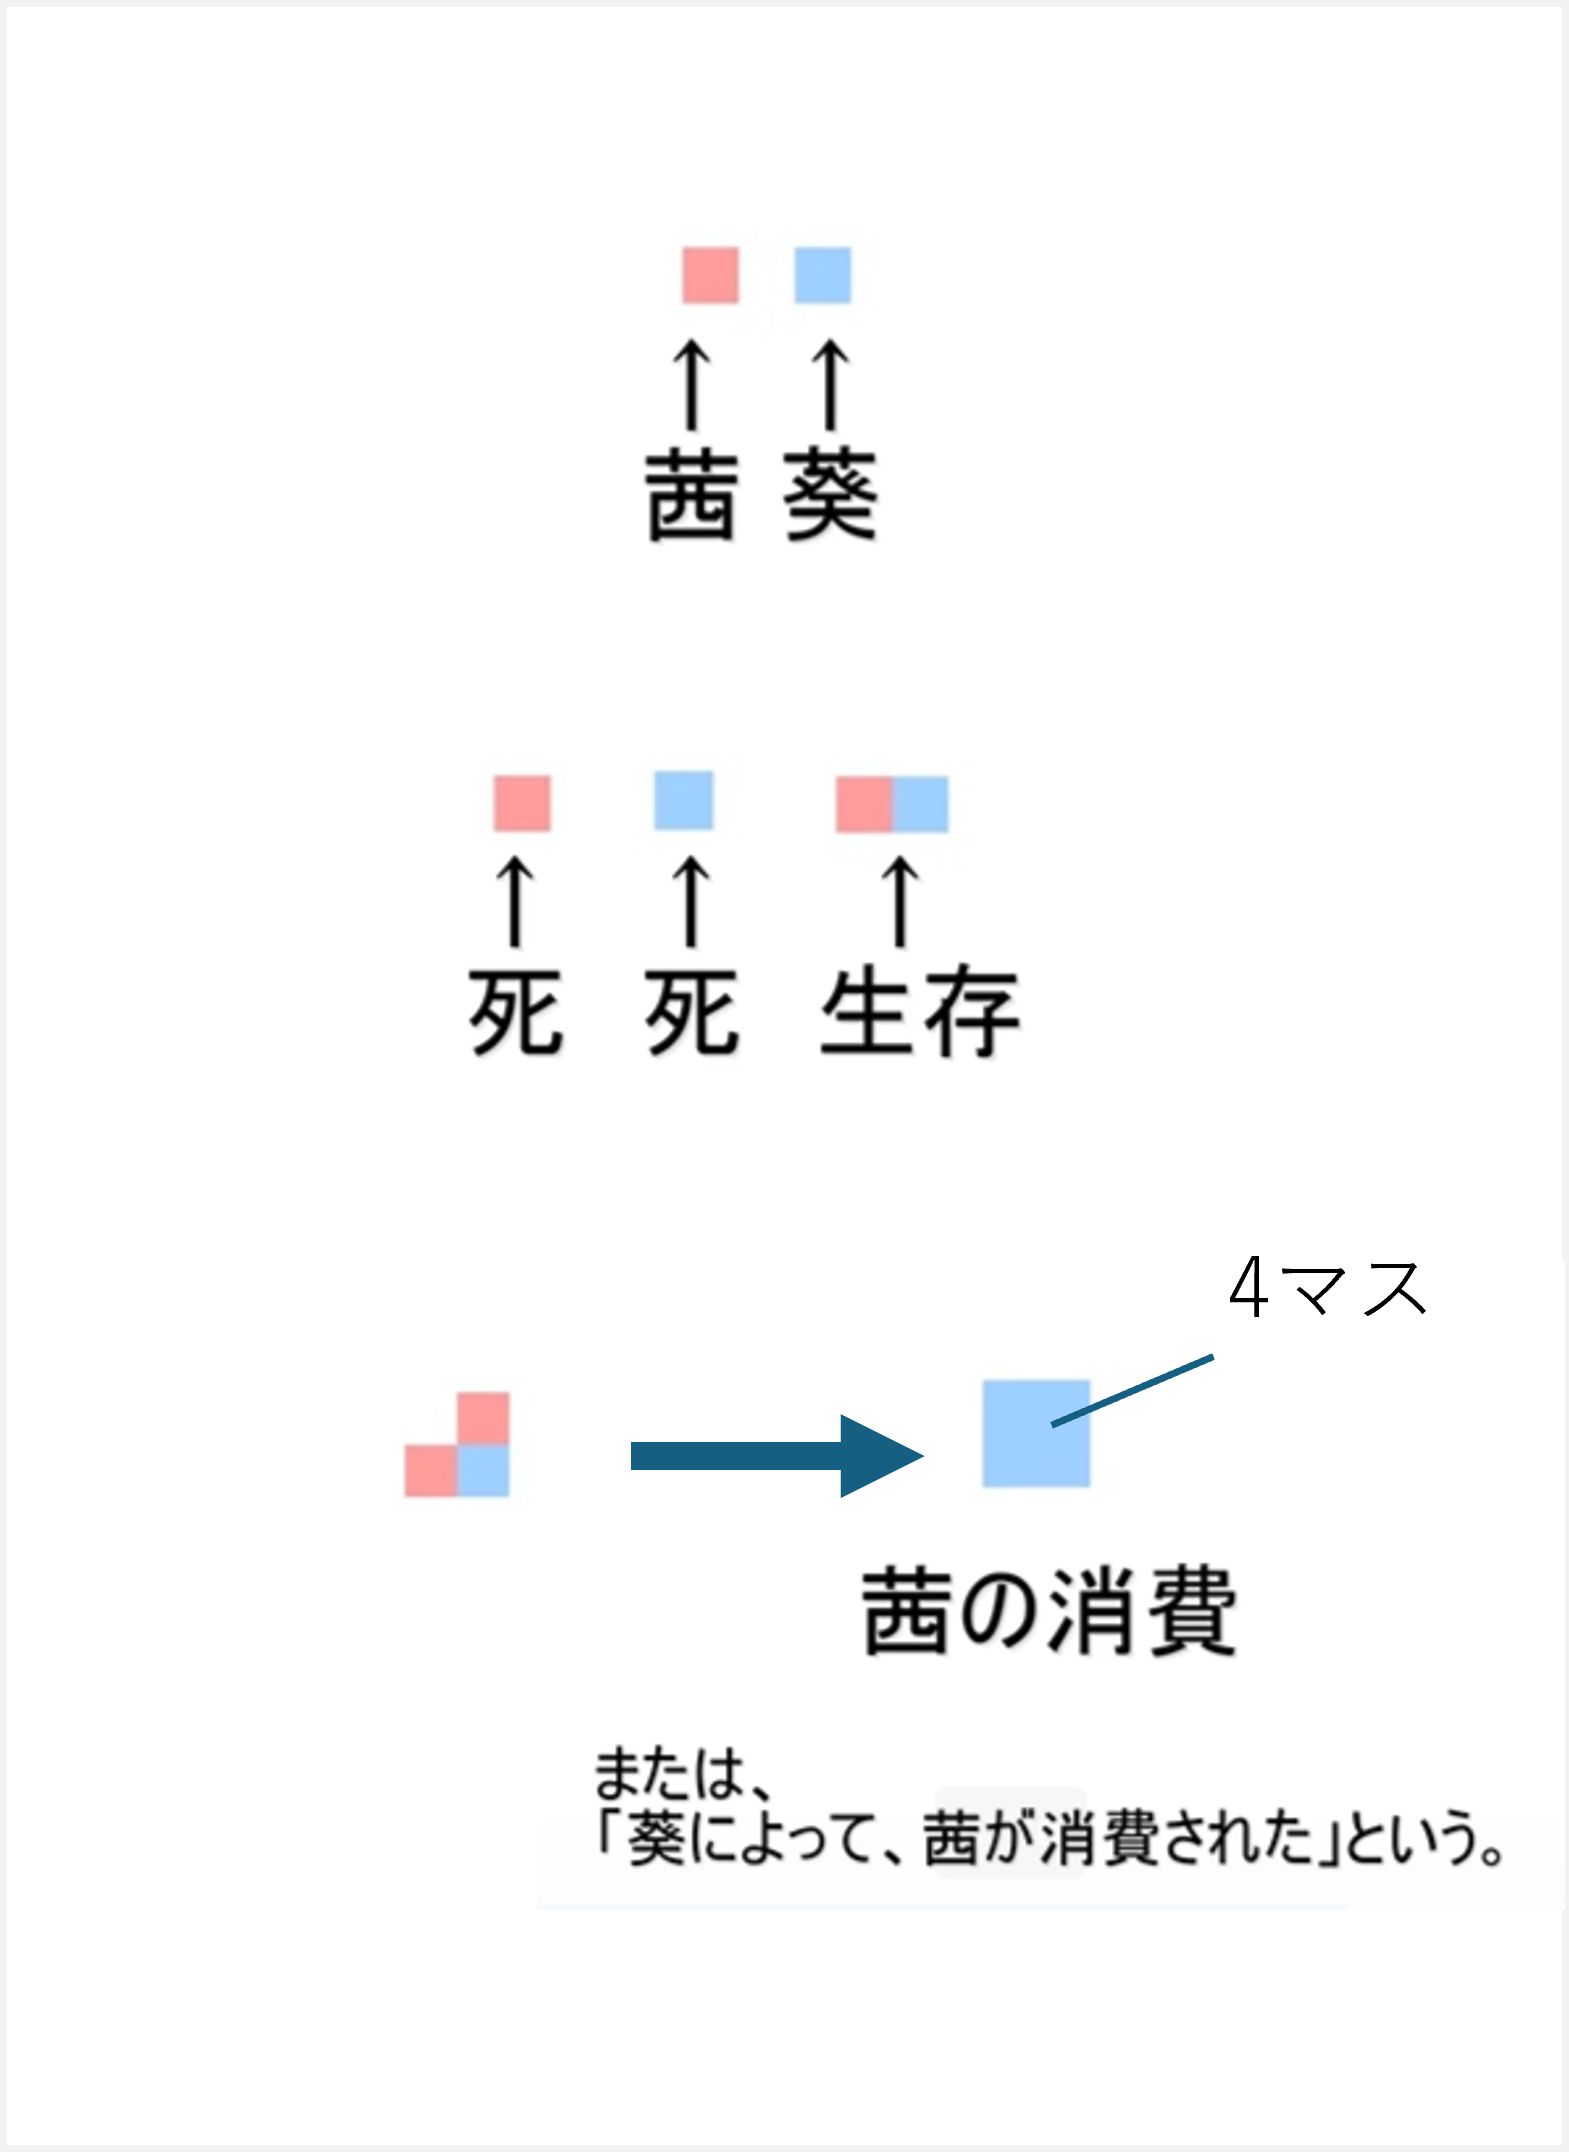 ↑ ↑
茜 葵
↑ ↑ ↑
死 死 生存
4マス
茜の消費
または、
「葵によって、茜が消費された」という。